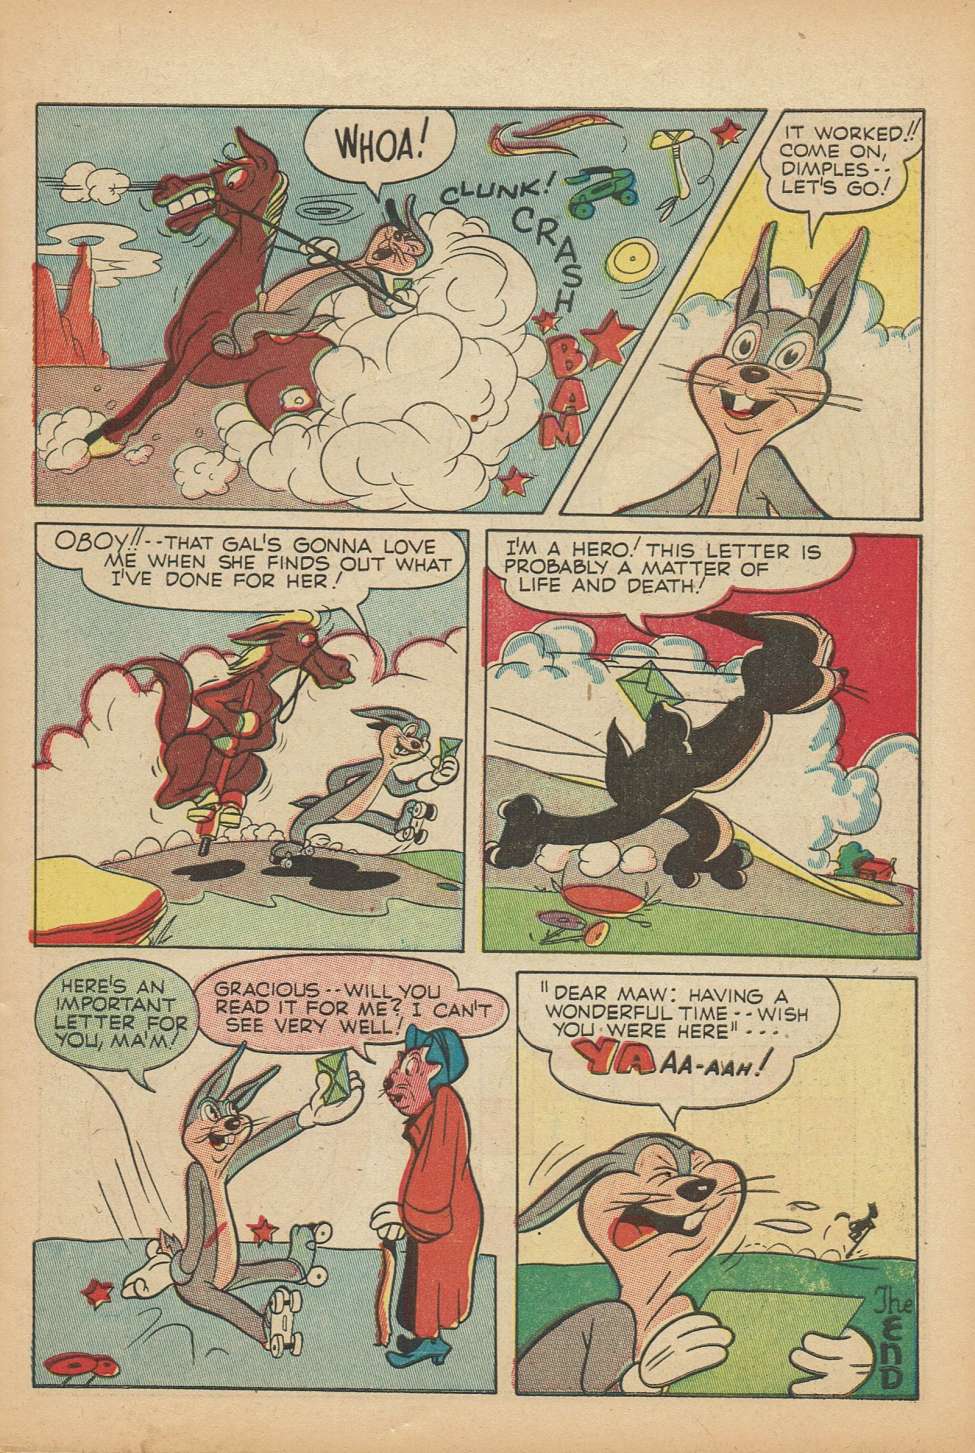 WHOA!
CLUNK!
CRASH
BAM
IT WORKED!!
COME ON,
DIMPLES--
LET'S GO!
OBOY!!--THAT GAL'S GONNA LOVE
ME WHEN SHE FINDS OUT WHAT
I'VE DONE FOR HER!
I'M A HERO! THIS LETTER IS
PROBABLY A MATTER OF
LIFE AND DEATH!
HERE'S AN
IMPORTANT
LETTER FOR
YOU, MA'M!
GRACIOUS--WILL YOU
READ IT FOR ME? I CAN'T
SEE VERY WELL!
"DEAR MAW: HAVING A
WONDERFUL TIME--WISH
YOU WERE HERE"----
YA AA-AAH!
The
END